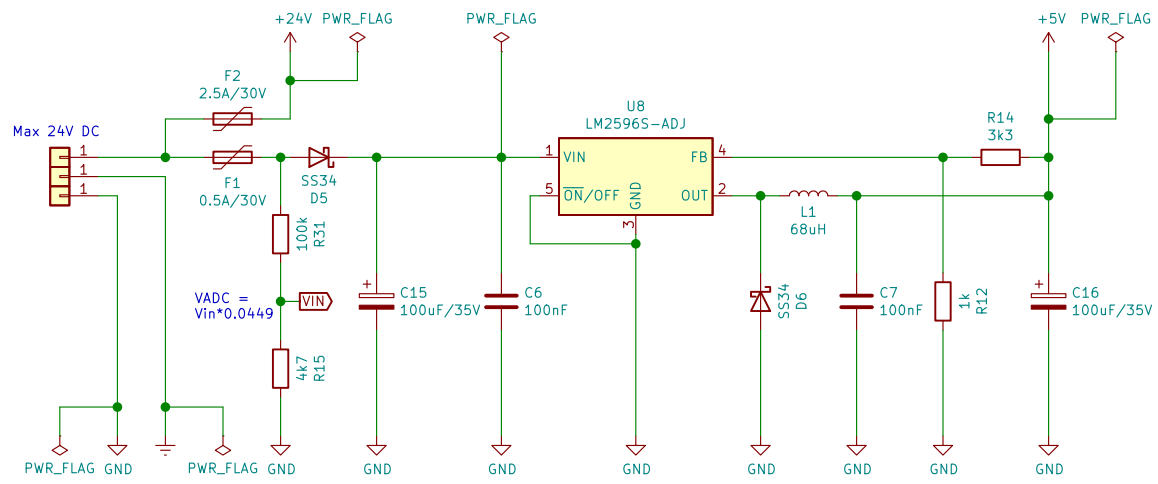 +24V
PWR_FLAG
PWR_FLAG
+5V
PWR_FLAG
F2
2.5A/30V
U8
LM2596S-ADJ
R14
3k3
Max 24V DC
1
1
1
F1
0.5A/30V
SS34
D5
1
VIN
FB
4
5
ON/OFF
GND
OUT
2
3
L1
68uH
100k
R31
VADC =
Vin*0.0449
VIN
+
C15
100uF/35V
C6
100nF
SS34
D6
C7
100nF
1k
R12
+
C16
100uF/35V
4k7
R15
PWR_FLAG
GND
PWR_FLAG
GND
GND
GND
GND
GND
GND
GND
GND